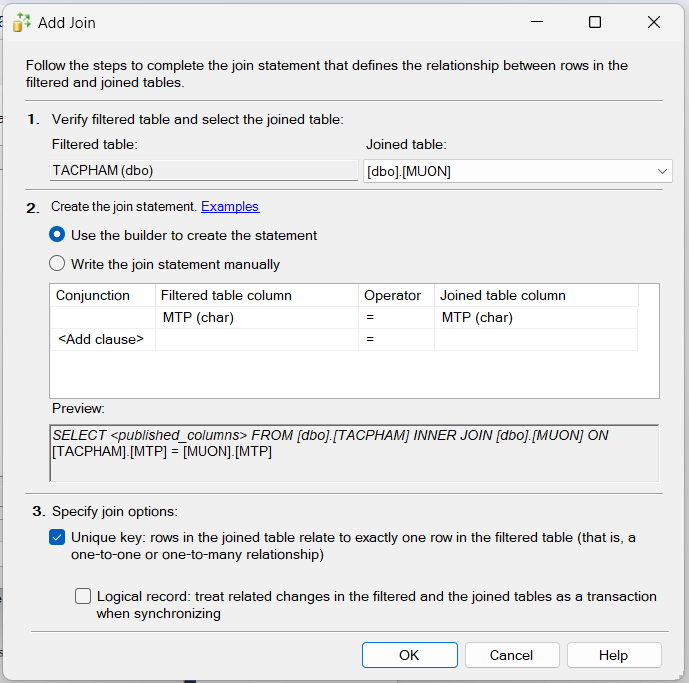 Add Join
Follow the steps to complete the join statement that defines the relationship between rows in the
filtered and joined tables.
1. Verify filtered table and select the joined table:
Filtered table: Joined table:
TACPHAM (dbo) [dbo].[MUON]
2. Create the join statement. Examples
Use the builder to create the statement
Write the join statement manually
Conjunction Filtered table column Operator Joined table column
MTP (char) = MTP (char)
<Add clause> =
Preview:
SELECT <published_columns> FROM [dbo].[TACPHAM] INNER JOIN [dbo].[MUON] ON
[TACPHAM].[MTP] = [MUON].[MTP]
3. Specify join options:
Unique key: rows in the joined table relate to exactly one row in the filtered table (that is, a
one-to-one or one-to-many relationship)
Logical record: treat related changes in the filtered and the joined tables as a transaction
when synchronizing
OK Cancel Help